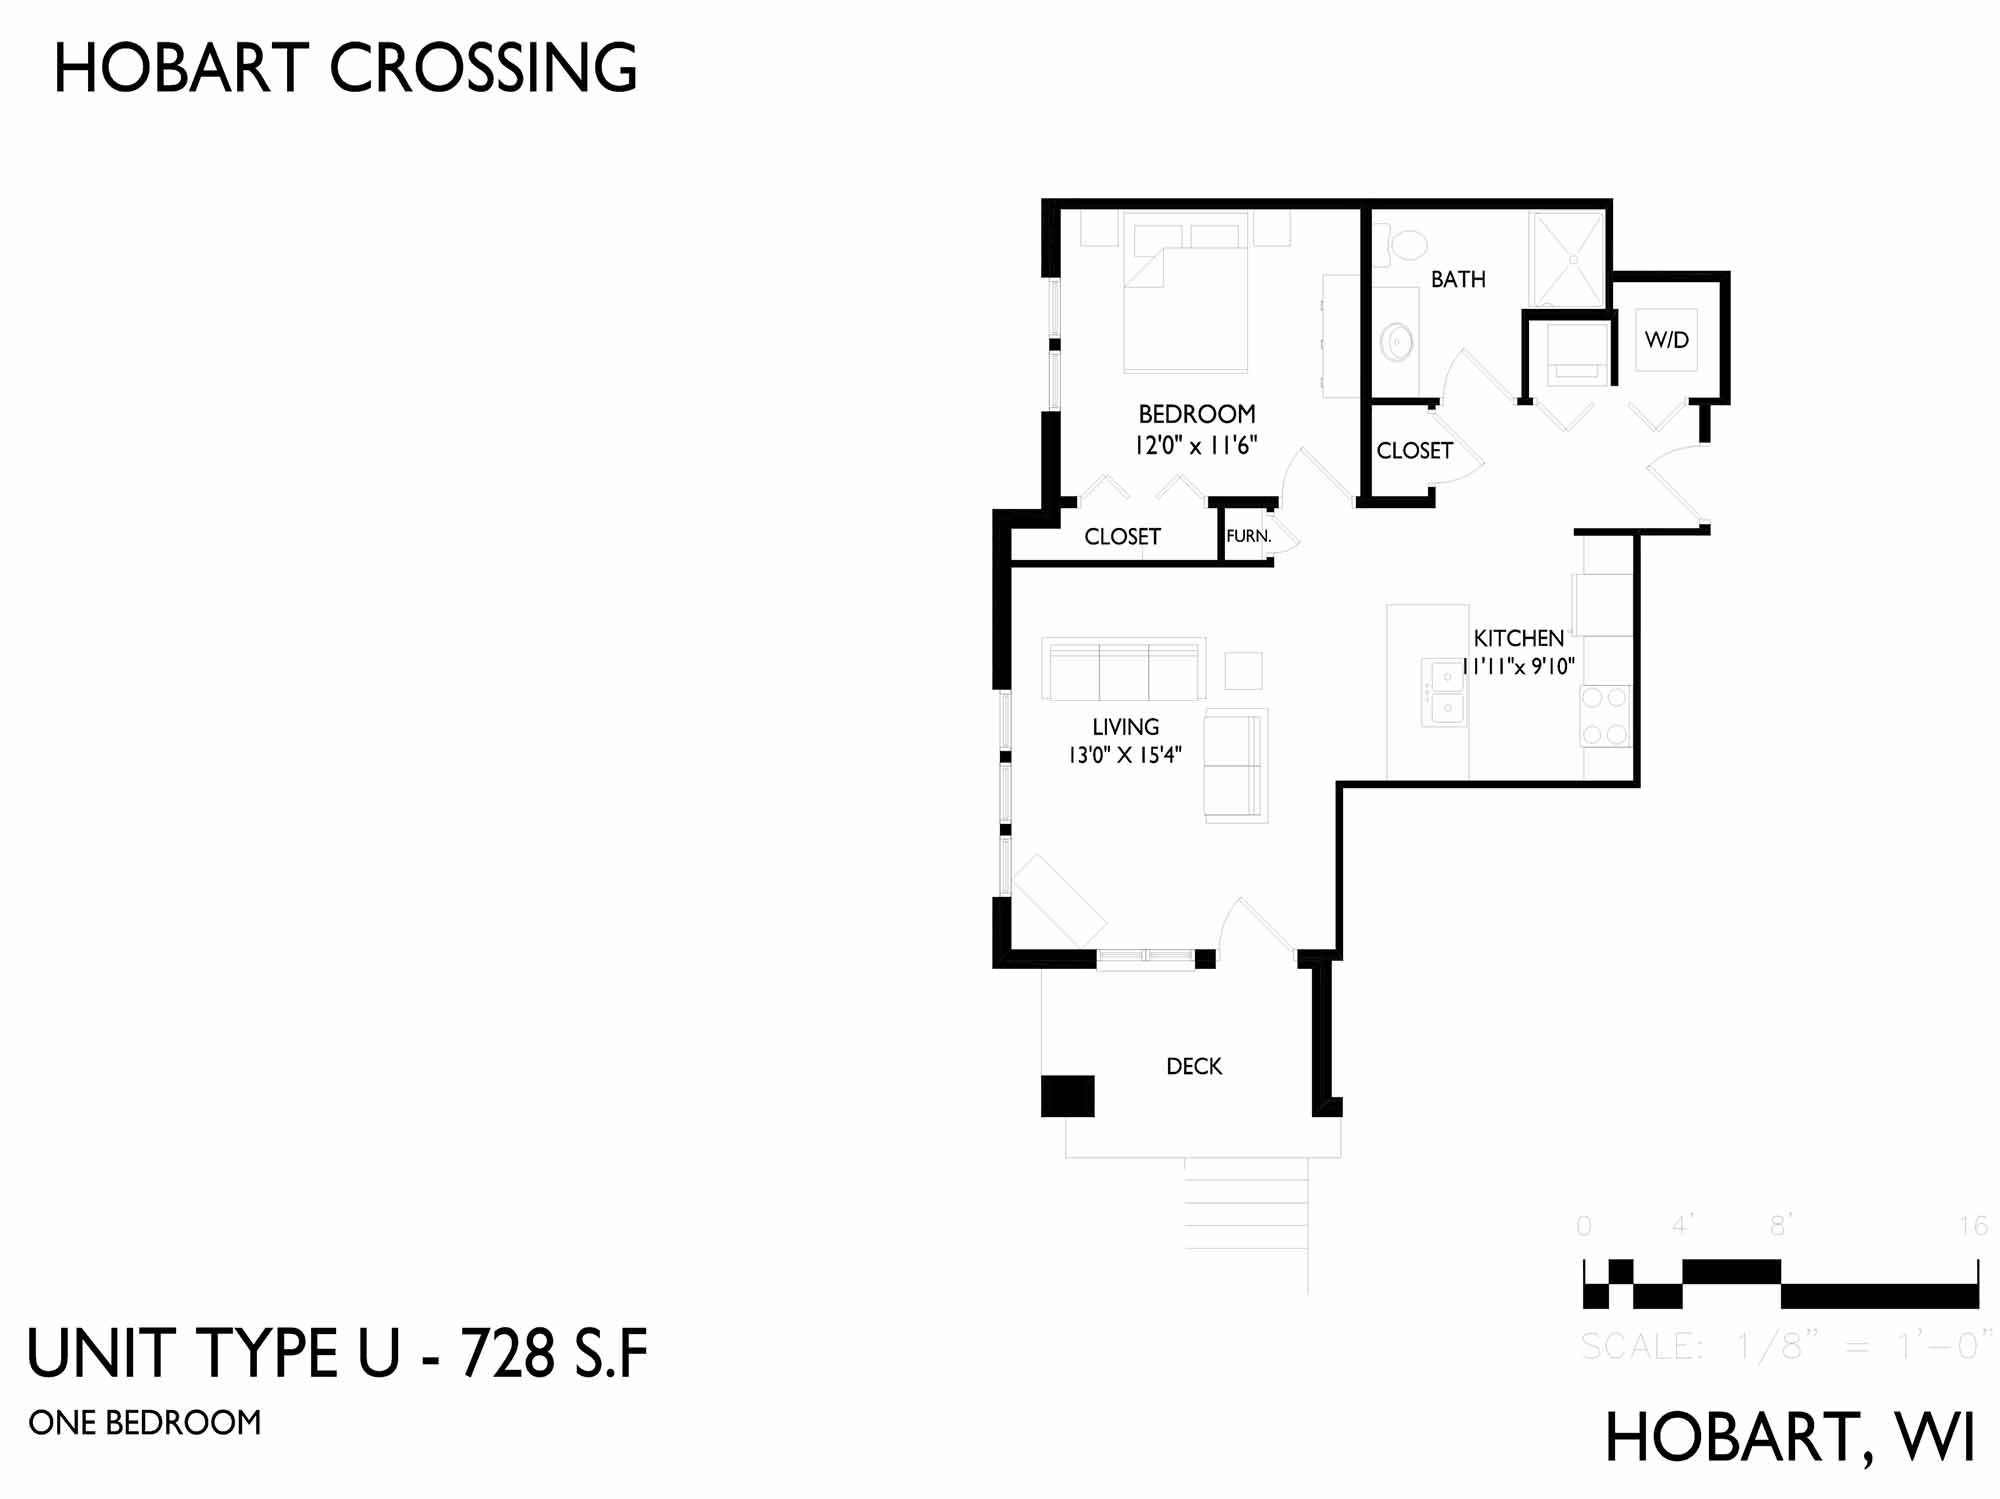 HOBART CROSSING
BATH
W/D
BEDROOM
12'0" x 11'6"
CLOSET
CLOSET
FURN.
KITCHEN
11'11"x 9'10"
LIVING
13'0" X 15'4"
DECK
0 4' 8' 16
SCALE: 1/8" = 1'-0"
UNIT TYPE U - 728 S.F
ONE BEDROOM
HOBART, WI